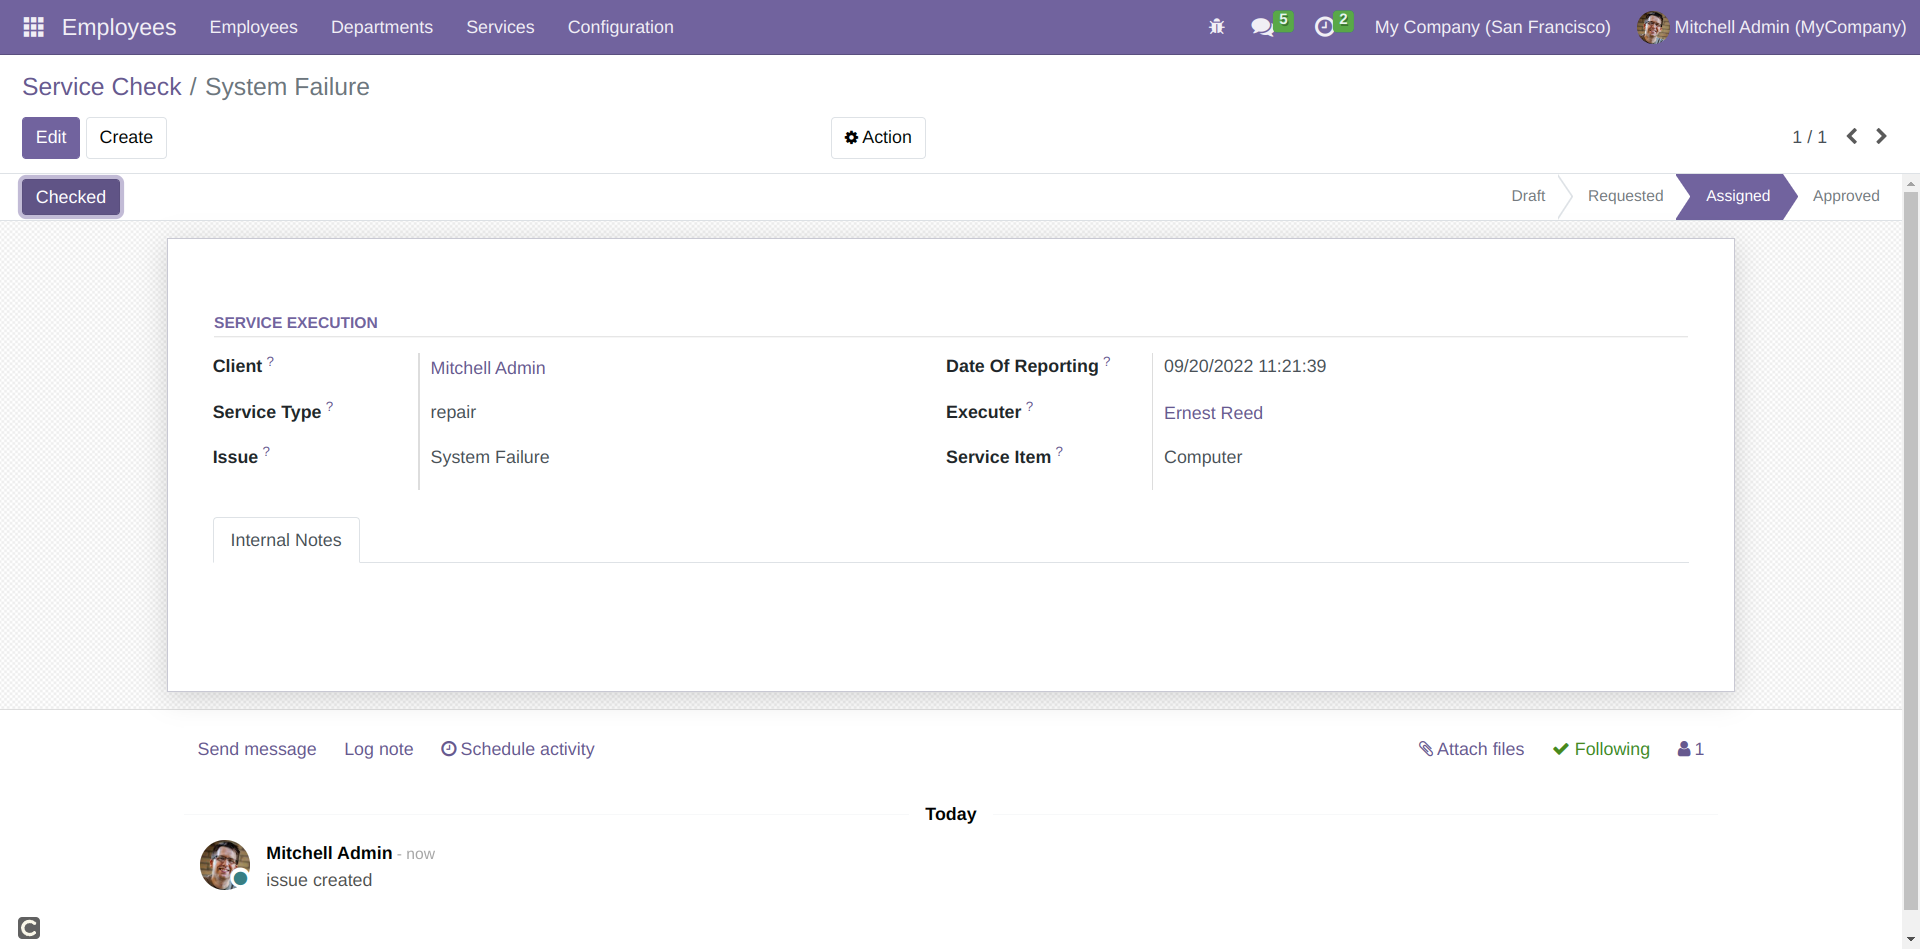 Employees Employees Departments Services Configuration 5 2 My Company (San Francisco) Mitchell Admin (MyCompany)
Service Check / System Failure
Edit Create Action 1 / 1
Checked Draft Requested Assigned Approved
SERVICE EXECUTION
Client ? Mitchell Admin Date Of Reporting ? 09/20/2022 11:21:39
Service Type ? repair Executer ? Ernest Reed
Issue ? System Failure Service Item ? Computer
Internal Notes
Send message Log note Schedule activity Attach files Following 1
Today
Mitchell Admin - now
issue created
C